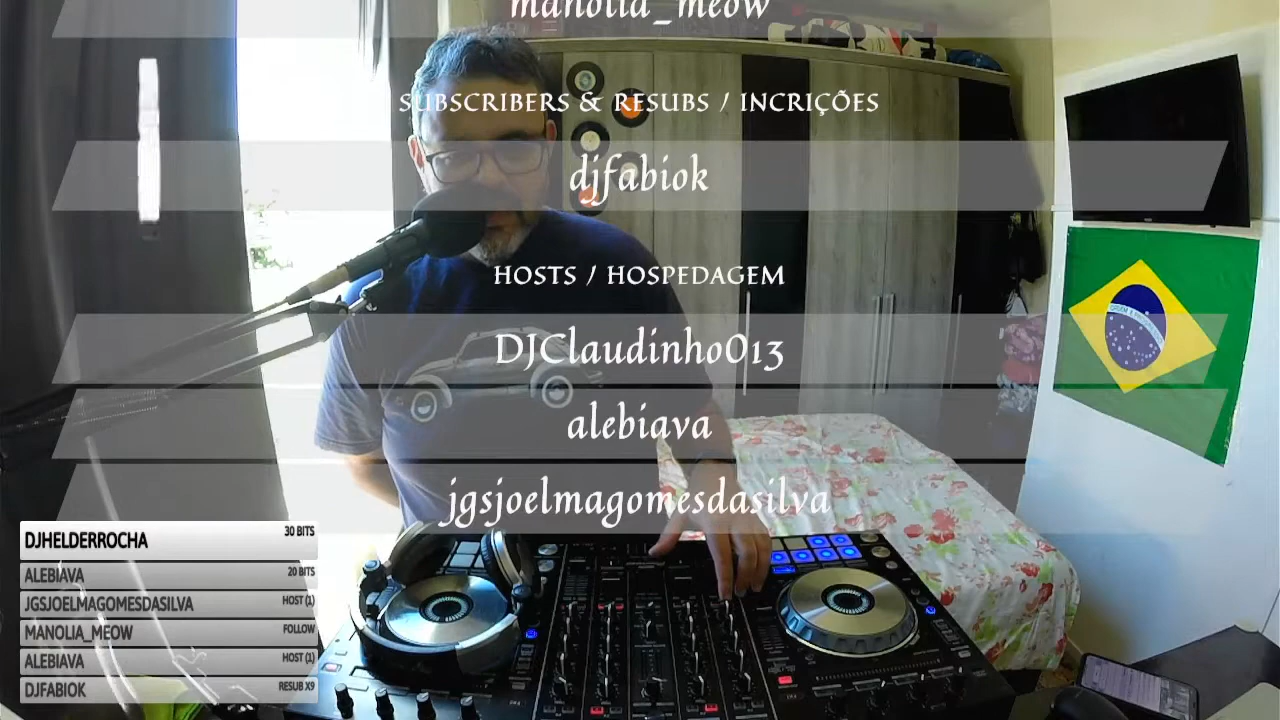 manolia_meow
SUBSCRIBERS & RESUBS / INCRIÇÕES
djfabiok
HOSTS / HOSPEDAGEM
DJClaudinho013
alebiava
jgsjoelmagomesdasilva
DJHELDERROCHA 30 BITS
ALEBIAVA 20 BITS
JGSJOELMAGOMESDASILVA HOST (1)
MANOLIA_MEOW FOLLOW
ALEBIAVA HOST (1)
DJFABIOK RESUB X9